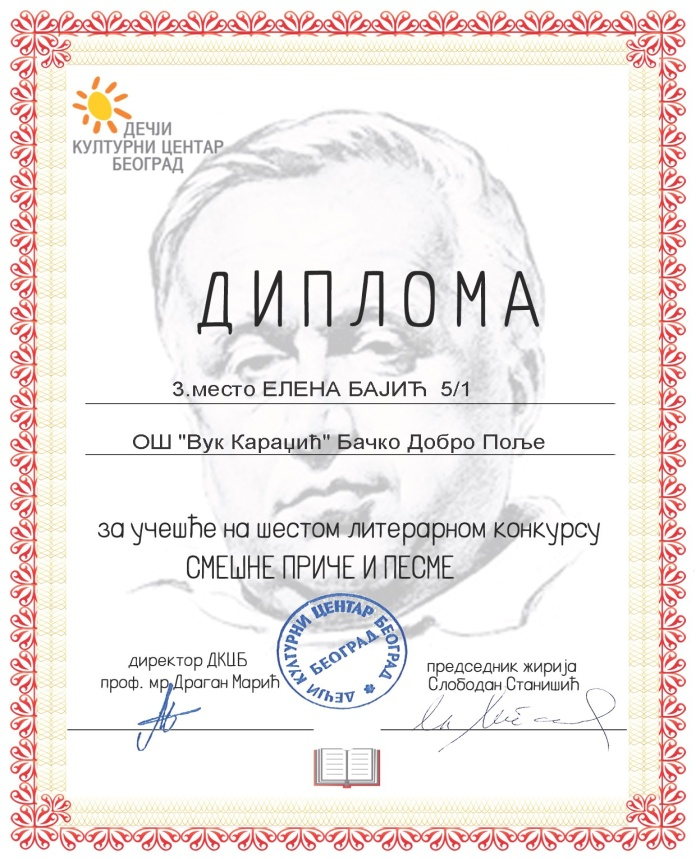 ДЕЧЈИ
КУЛТУРНИ ЦЕНТАР
БЕОГРАД
ДИПЛОМА
3.место ЕЛЕНА БАЈИЋ 5/1
ОШ "Вук Караџић" Бачко Добро Поље
за учешће на шестом литерарном конкурсу
СМЕШНЕ ПРИЧЕ И ПЕСМЕ
ДЕЧЈИ КУЛТУРНИ ЦЕНТАР БЕОГРАД
БЕОГРАД
директор ДКЦБ
проф. мр Драган Марић
председник жирија
Слободан Станишић